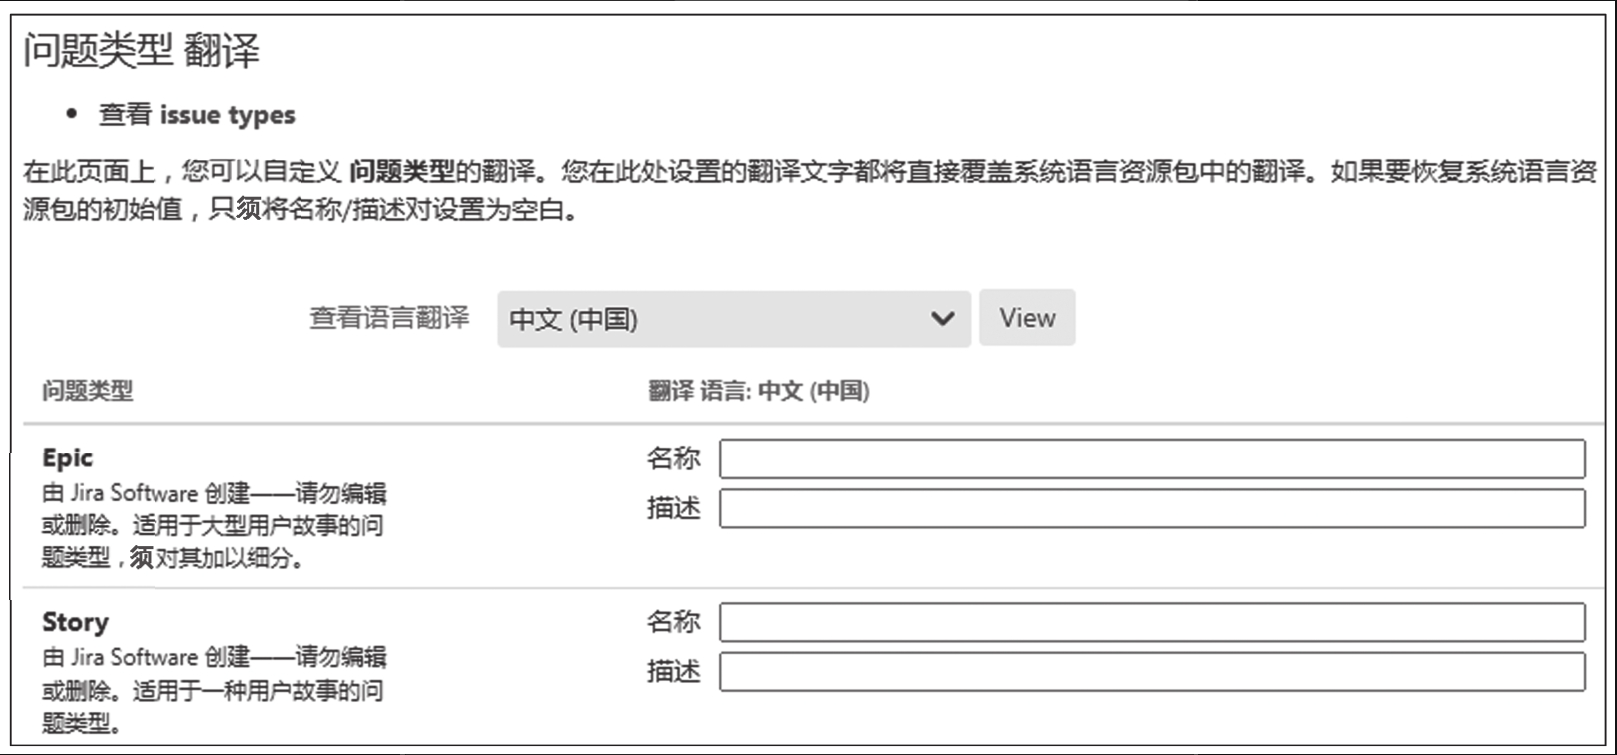 问题类型 翻译
• 查看 issue types
在此页面上，您可以自定义 问题类型的翻译。您在此处设置的翻译文字都将直接覆盖系统语言资源包中的翻译。如果要恢复系统语言资
源包的初始值，只须将名称/描述对设置为空白。
查看语言翻译 中文 (中国) View
问题类型 翻译 语言: 中文 (中国)
Epic 名称
由 Jira Software 创建——请勿编辑 描述
或删除。适用于大型用户故事的问
题类型，须对其加以细分。
Story 名称
由 Jira Software 创建——请勿编辑 描述
或删除。适用于一种用户故事的问
题类型。